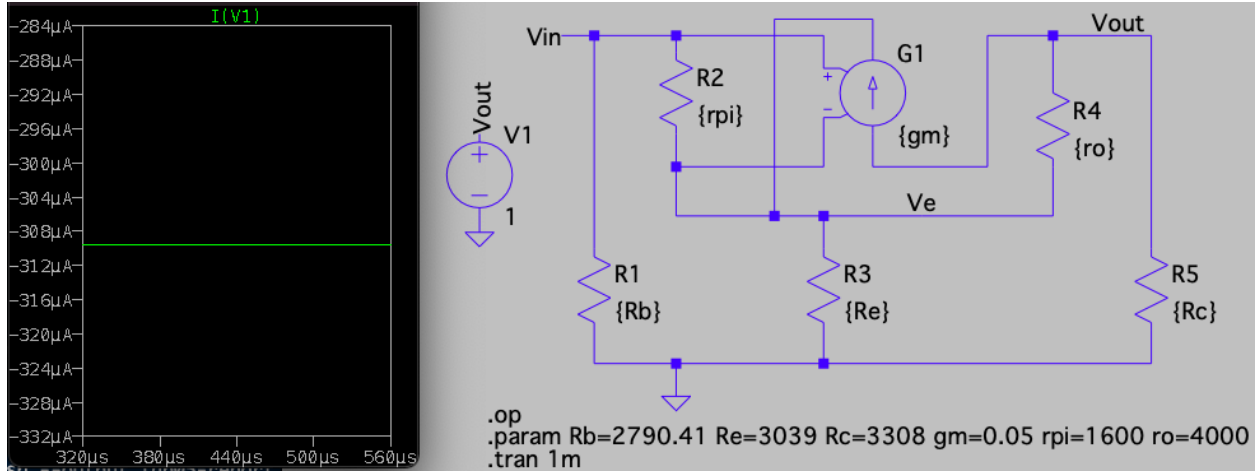 I(V1)
-284µA
-288µA
-292µA
-296µA
-300µA
-304µA
-308µA
-312µA
-316µA
-320µA
-324µA
-328µA
-332µA
320µs 380µs 440µs 500µs 560µs
Vout
V1
+
−
1
Vin
R2
{rpi}
+
−
G1
{gm}
Vout
R4
{ro}
Ve
R1
{Rb}
R3
{Re}
R5
{Rc}
.op
.param Rb=2790.41 Re=3039 Rc=3308 gm=0.05 rpi=1600 ro=4000
.tran 1m